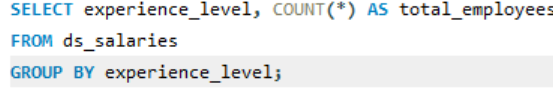 SELECT experience_level, COUNT(*) AS total_employees
FROM ds_salaries
GROUP BY experience_level;